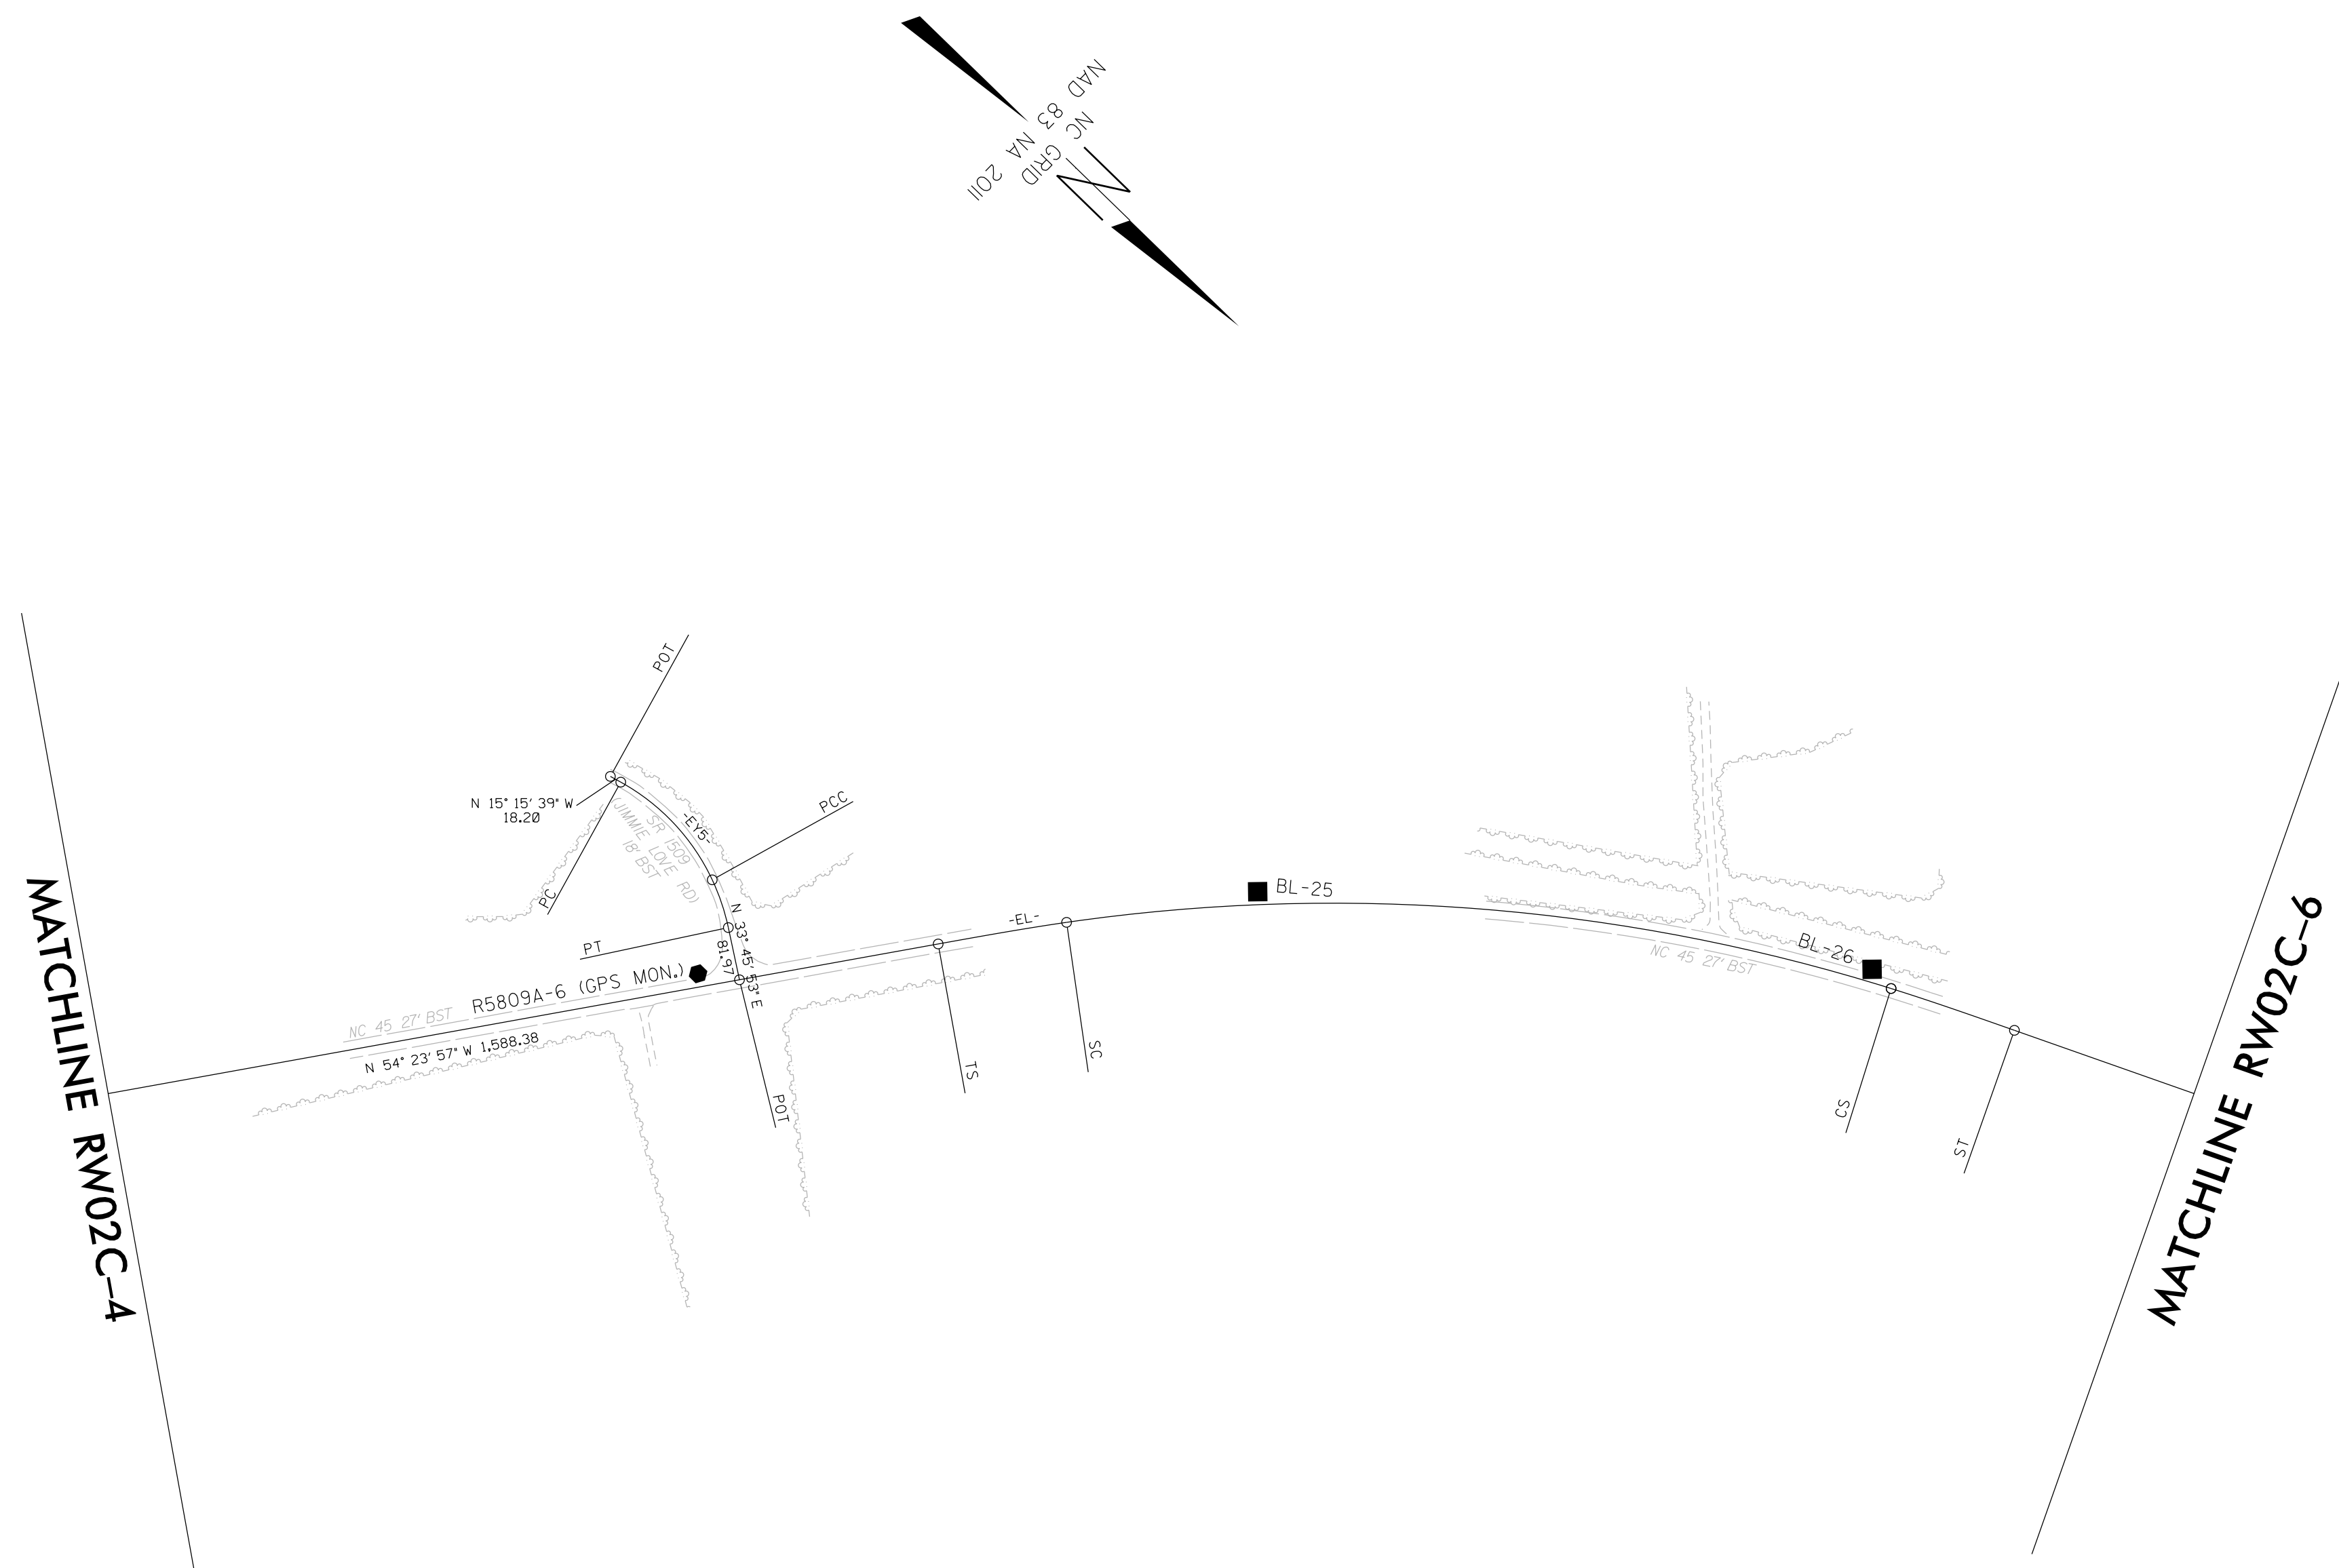 NAD 83 NA 2011
NC GRID
N
POT
N 15° 15' 39" W
18.20
PCC
-EY5-
SR 1509
(JIMMIE LOVE RD)
18' BST
PC
PT
N 33° 45' 53" E
81.97
R5809A-6 (GPS MON.)
NC 45 27' BST
N 54° 23' 57" W 1,588.38
POT
TS
-EL-
SC
BL-25
BL-26
NC 45 27' BST
CS
ST
MATCHLINE RW02C-4
MATCHLINE RW02C-6